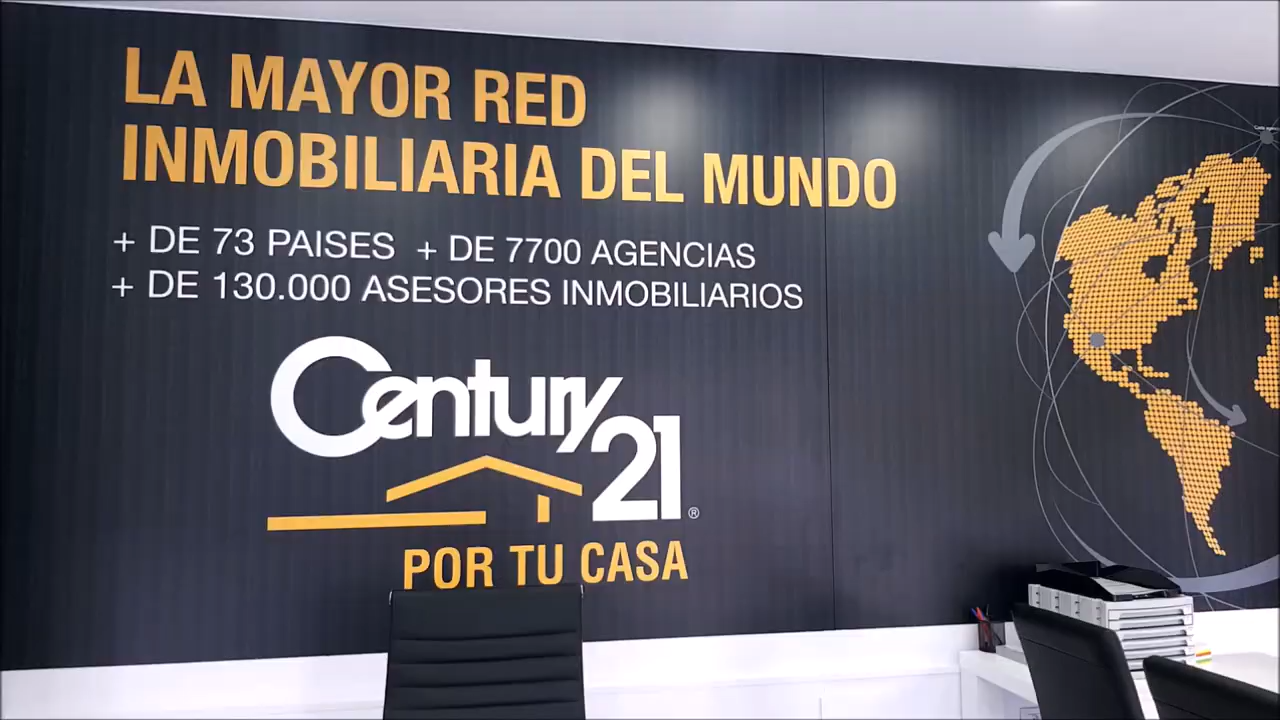 LA MAYOR RED
INMOBILIARIA DEL MUNDO
+ DE 73 PAISES + DE 7700 AGENCIAS
+ DE 130.000 ASESORES INMOBILIARIOS
Century
21®
POR TU CASA